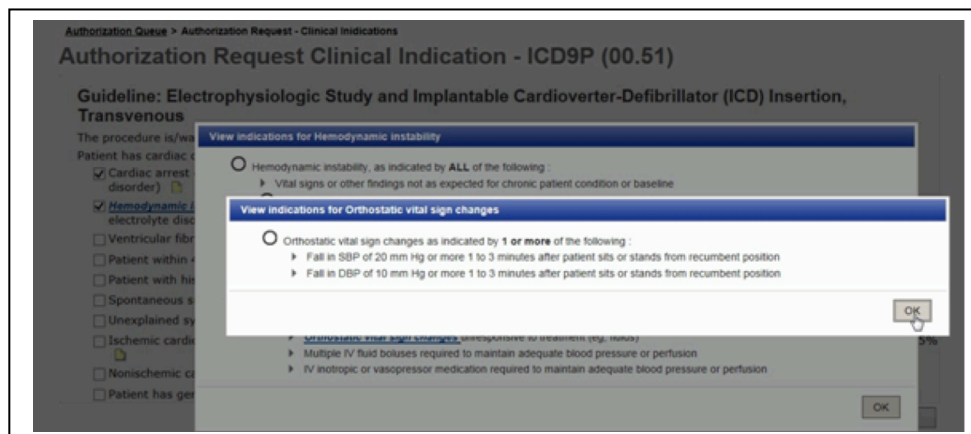 Authorization Queue > Authorization Request - Clinical Inidications
Authorization Request Clinical Indication - ICD9P (00.51)
Guideline: Electrophysiologic Study and Implantable Cardioverter-Defibrillator (ICD) Insertion,
Transvenous
The procedure is/wa
Patient has cardiac
Cardiac arrest
disorder)
Hemodynamic i
electrolyte diso
Ventricular fibr
Patient within
Patient with his
Spontaneous s
Unexplained sy
Ischemic cardi
Nonischemic ca
Patient has ger
View indications for Hemodynamic instability
Hemodynamic instability, as indicated by ALL of the following :
Vital signs or other findings not as expected for chronic patient condition or baseline
View indications for Orthostatic vital sign changes
Orthostatic vital sign changes as indicated by 1 or more of the following :
Fall in SBP of 20 mm Hg or more 1 to 3 minutes after patient sits or stands from recumbent position
Fall in DBP of 10 mm Hg or more 1 to 3 minutes after patient sits or stands from recumbent position
OK
Orthostatic vital sign changes unresponsive to treatment (eg, fluids)
5%
Multiple IV fluid boluses required to maintain adequate blood pressure or perfusion
IV inotropic or vasopressor medication required to maintain adequate blood pressure or perfusion
OK